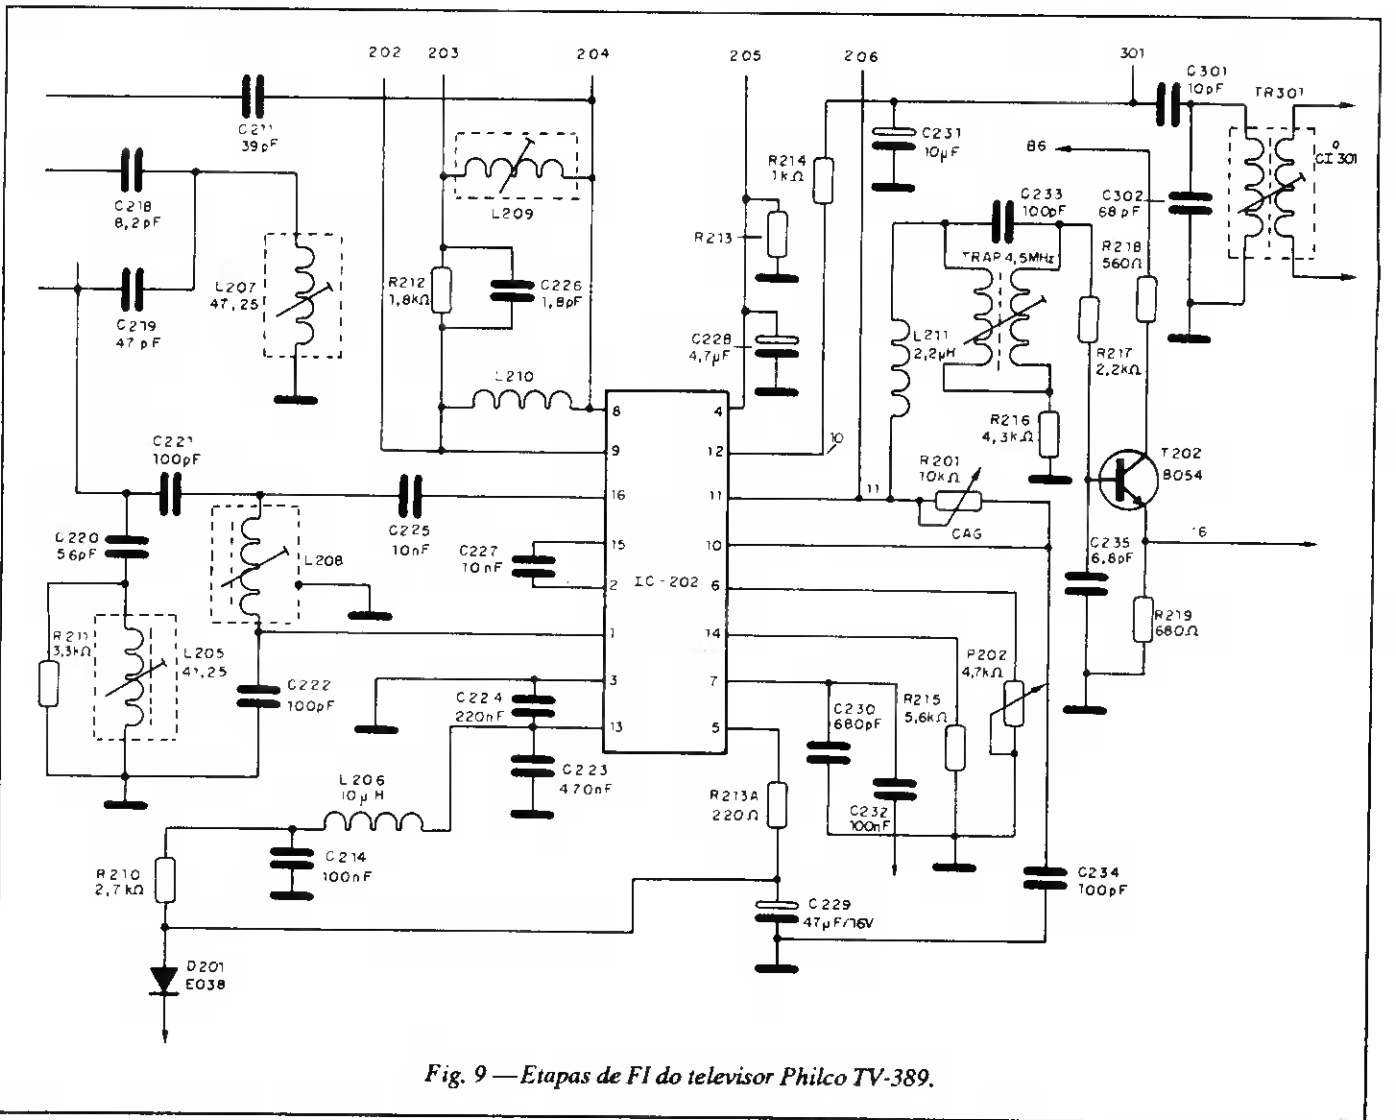 202 203 204 205 206 301
C211
39pF
C218
8,2pF
C219
47pF
L207
47,25
L209
R212
1,8kΩ
C226
1,8pF
L210
R213
C228
4,7µF
R214
1kΩ
C231
10µF
86
C233
100pF
TRAP 4,5MHz
L211
2,2µH
C301
10pF
TR301
CI 301
C302
68pF
R218
560Ω
R217
2,2kΩ
R216
4,3kΩ
T202
BO54
16
C235
6,8pF
R219
680Ω
C221
100pF
C220
56pF
C225
10nF
L208
C227
10nF
IC-202
8
9
16
15
2
1
3
13
4
12
11
10
6
14
7
5
10
11
R201
10kΩ
CAG
R211
3,3kΩ
L205
41,25
C222
100pF
C224
220nF
C223
470nF
L206
10µH
C214
100nF
R210
2,7kΩ
D201
E038
R213A
220Ω
C229
47µF/16V
C230
680pF
C232
100nF
R215
5,6kΩ
P202
4,7kΩ
C234
100pF
Fig. 9 — Etapas de FI do televisor Philco TV-389.